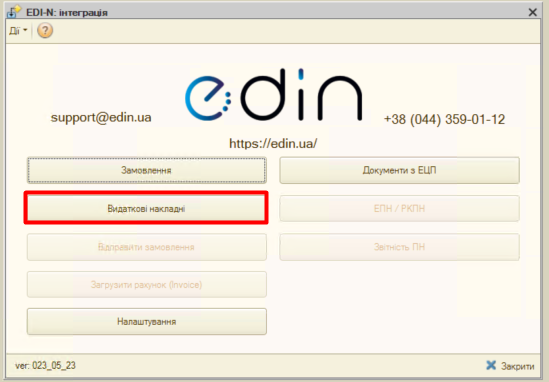 EDI-N: інтеграція
Дії
edin
support@edin.ua
+38 (044) 359-01-12
https://edin.ua/
Замовлення
Документи з ЕЦП
Видаткові накладні
ЕПН / РКПН
Відправити замовлення
Звітність ПН
Загрузити рахунок (Invoice)
Налаштування
ver: 023_05_23
Закрити